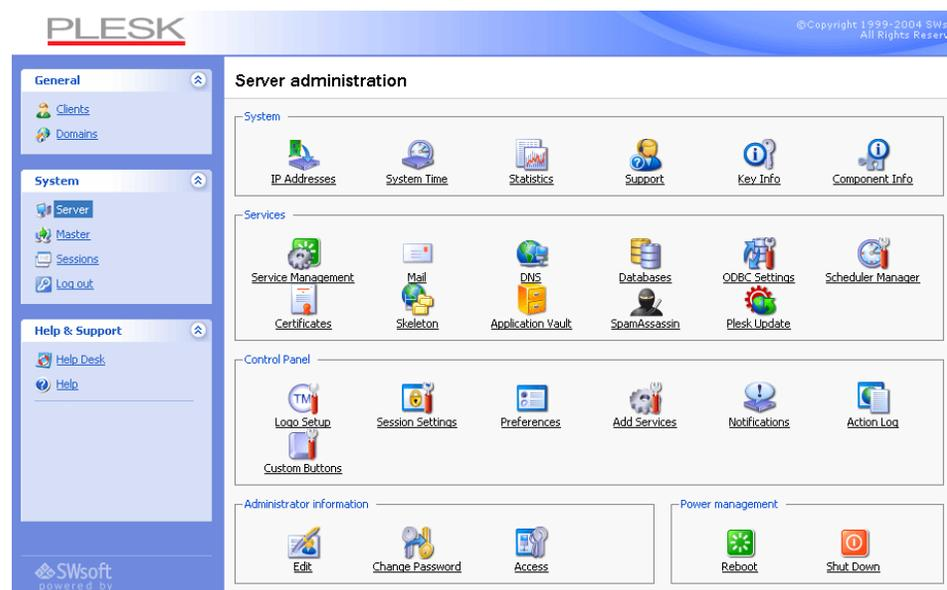 PLESK
©Copyright 1999-2004
All Rights
General
Clients
Domains
System
Server
Master
Sessions
Log out
Help & Support
Help Desk
Help
SWsoft
powered by
Server administration
System
IP Addresses
System Time
Statistics
Support
Key Info
Component Info
Services
Service Management
Mail
DNS
Databases
ODBC Settings
Scheduler Manager
Certificates
Skeleton
Application Vault
SpamAssassin
Plesk Update
Control Panel
TM
Logo Setup
Session Settings
Preferences
Add Services
Notifications
Action Log
Custom Buttons
Administrator information
Edit
Change Password
Access
Power management
Reboot
Shut Down